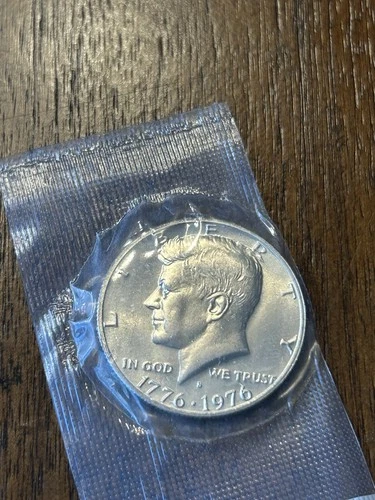 LIBERTY
IN GOD WE TRUST
1776 · 1976